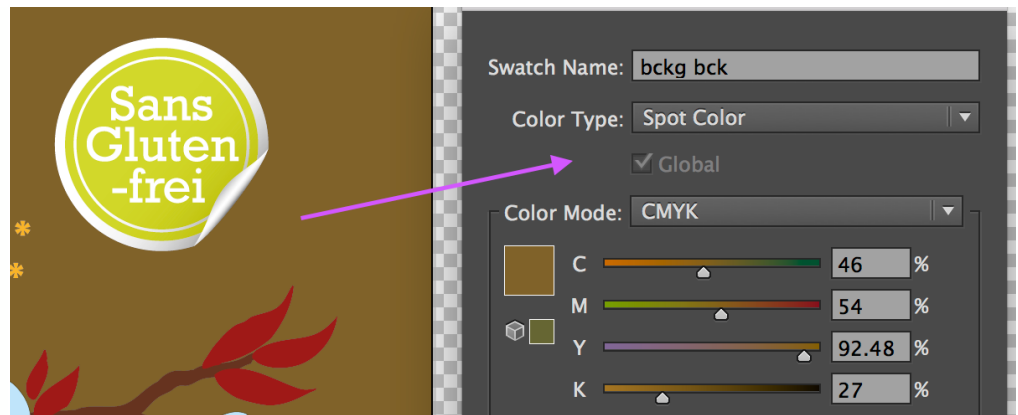 Sans
Gluten
-frei
Swatch Name: bckg bck
Color Type: Spot Color
Global
Color Mode: CMYK
C 46 %
M 54 %
Y 92.48 %
K 27 %